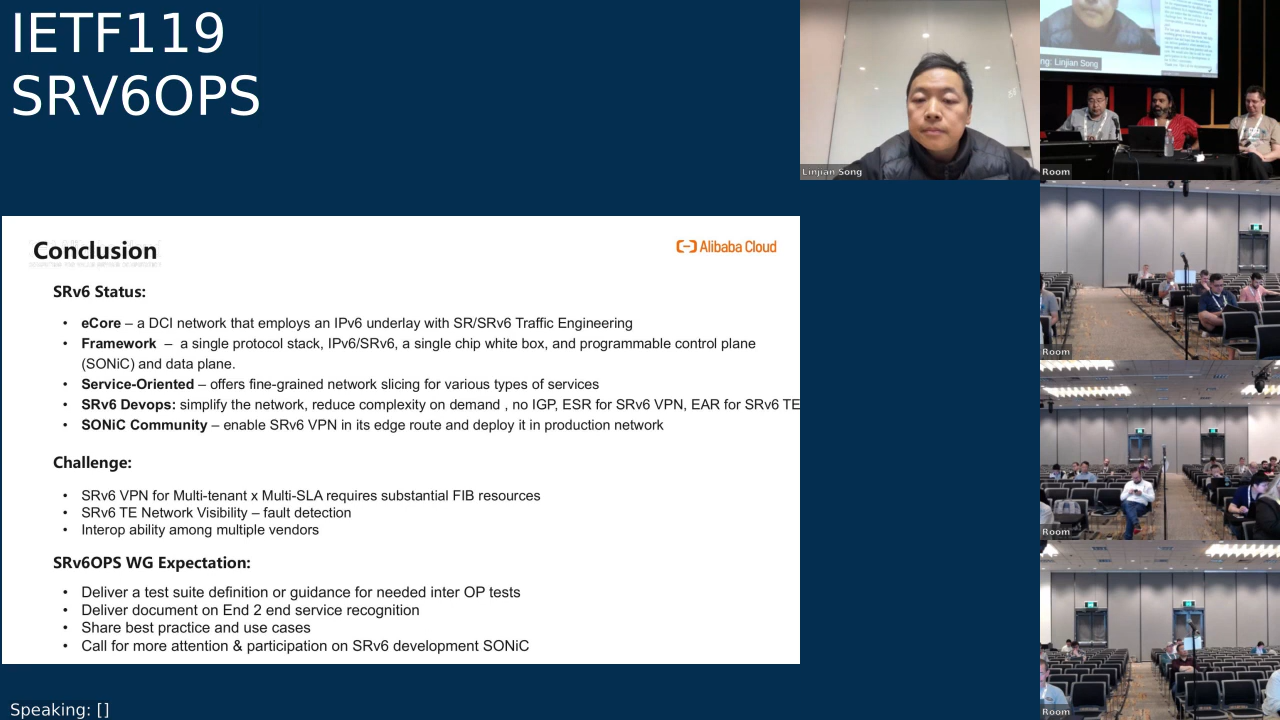 IETF119
SRV6OPS
Linjian Song
ng: Linjian Song
Room
Conclusion
Alibaba Cloud
SRv6 Status:
• eCore – a DCI network that employs an IPv6 underlay with SR/SRv6 Traffic Engineering
• Framework – a single protocol stack, IPv6/SRv6, a single chip white box, and programmable control plane
(SONiC) and data plane.
• Service-Oriented – offers fine-grained network slicing for various types of services
• SRv6 Devops: simplify the network, reduce complexity on demand , no IGP, ESR for SRv6 VPN, EAR for SRv6 TE
• SONiC Community – enable SRv6 VPN in its edge route and deploy it in production network
Challenge:
• SRv6 VPN for Multi-tenant x Multi-SLA requires supstantial FIB resources
• SRv6 TE Network Visibility – fault detection
• Interop ability among multiple vendors
SRv6OPS WG Expectation:
• Deliver a test suite definition or guidance for needed inter OP tests
• Deliver document on End 2 end service recognition
• Share best practice and use cases
• Call for more attention & participation on SRv6 development SONiC
Room
Room
Room
Speaking: []